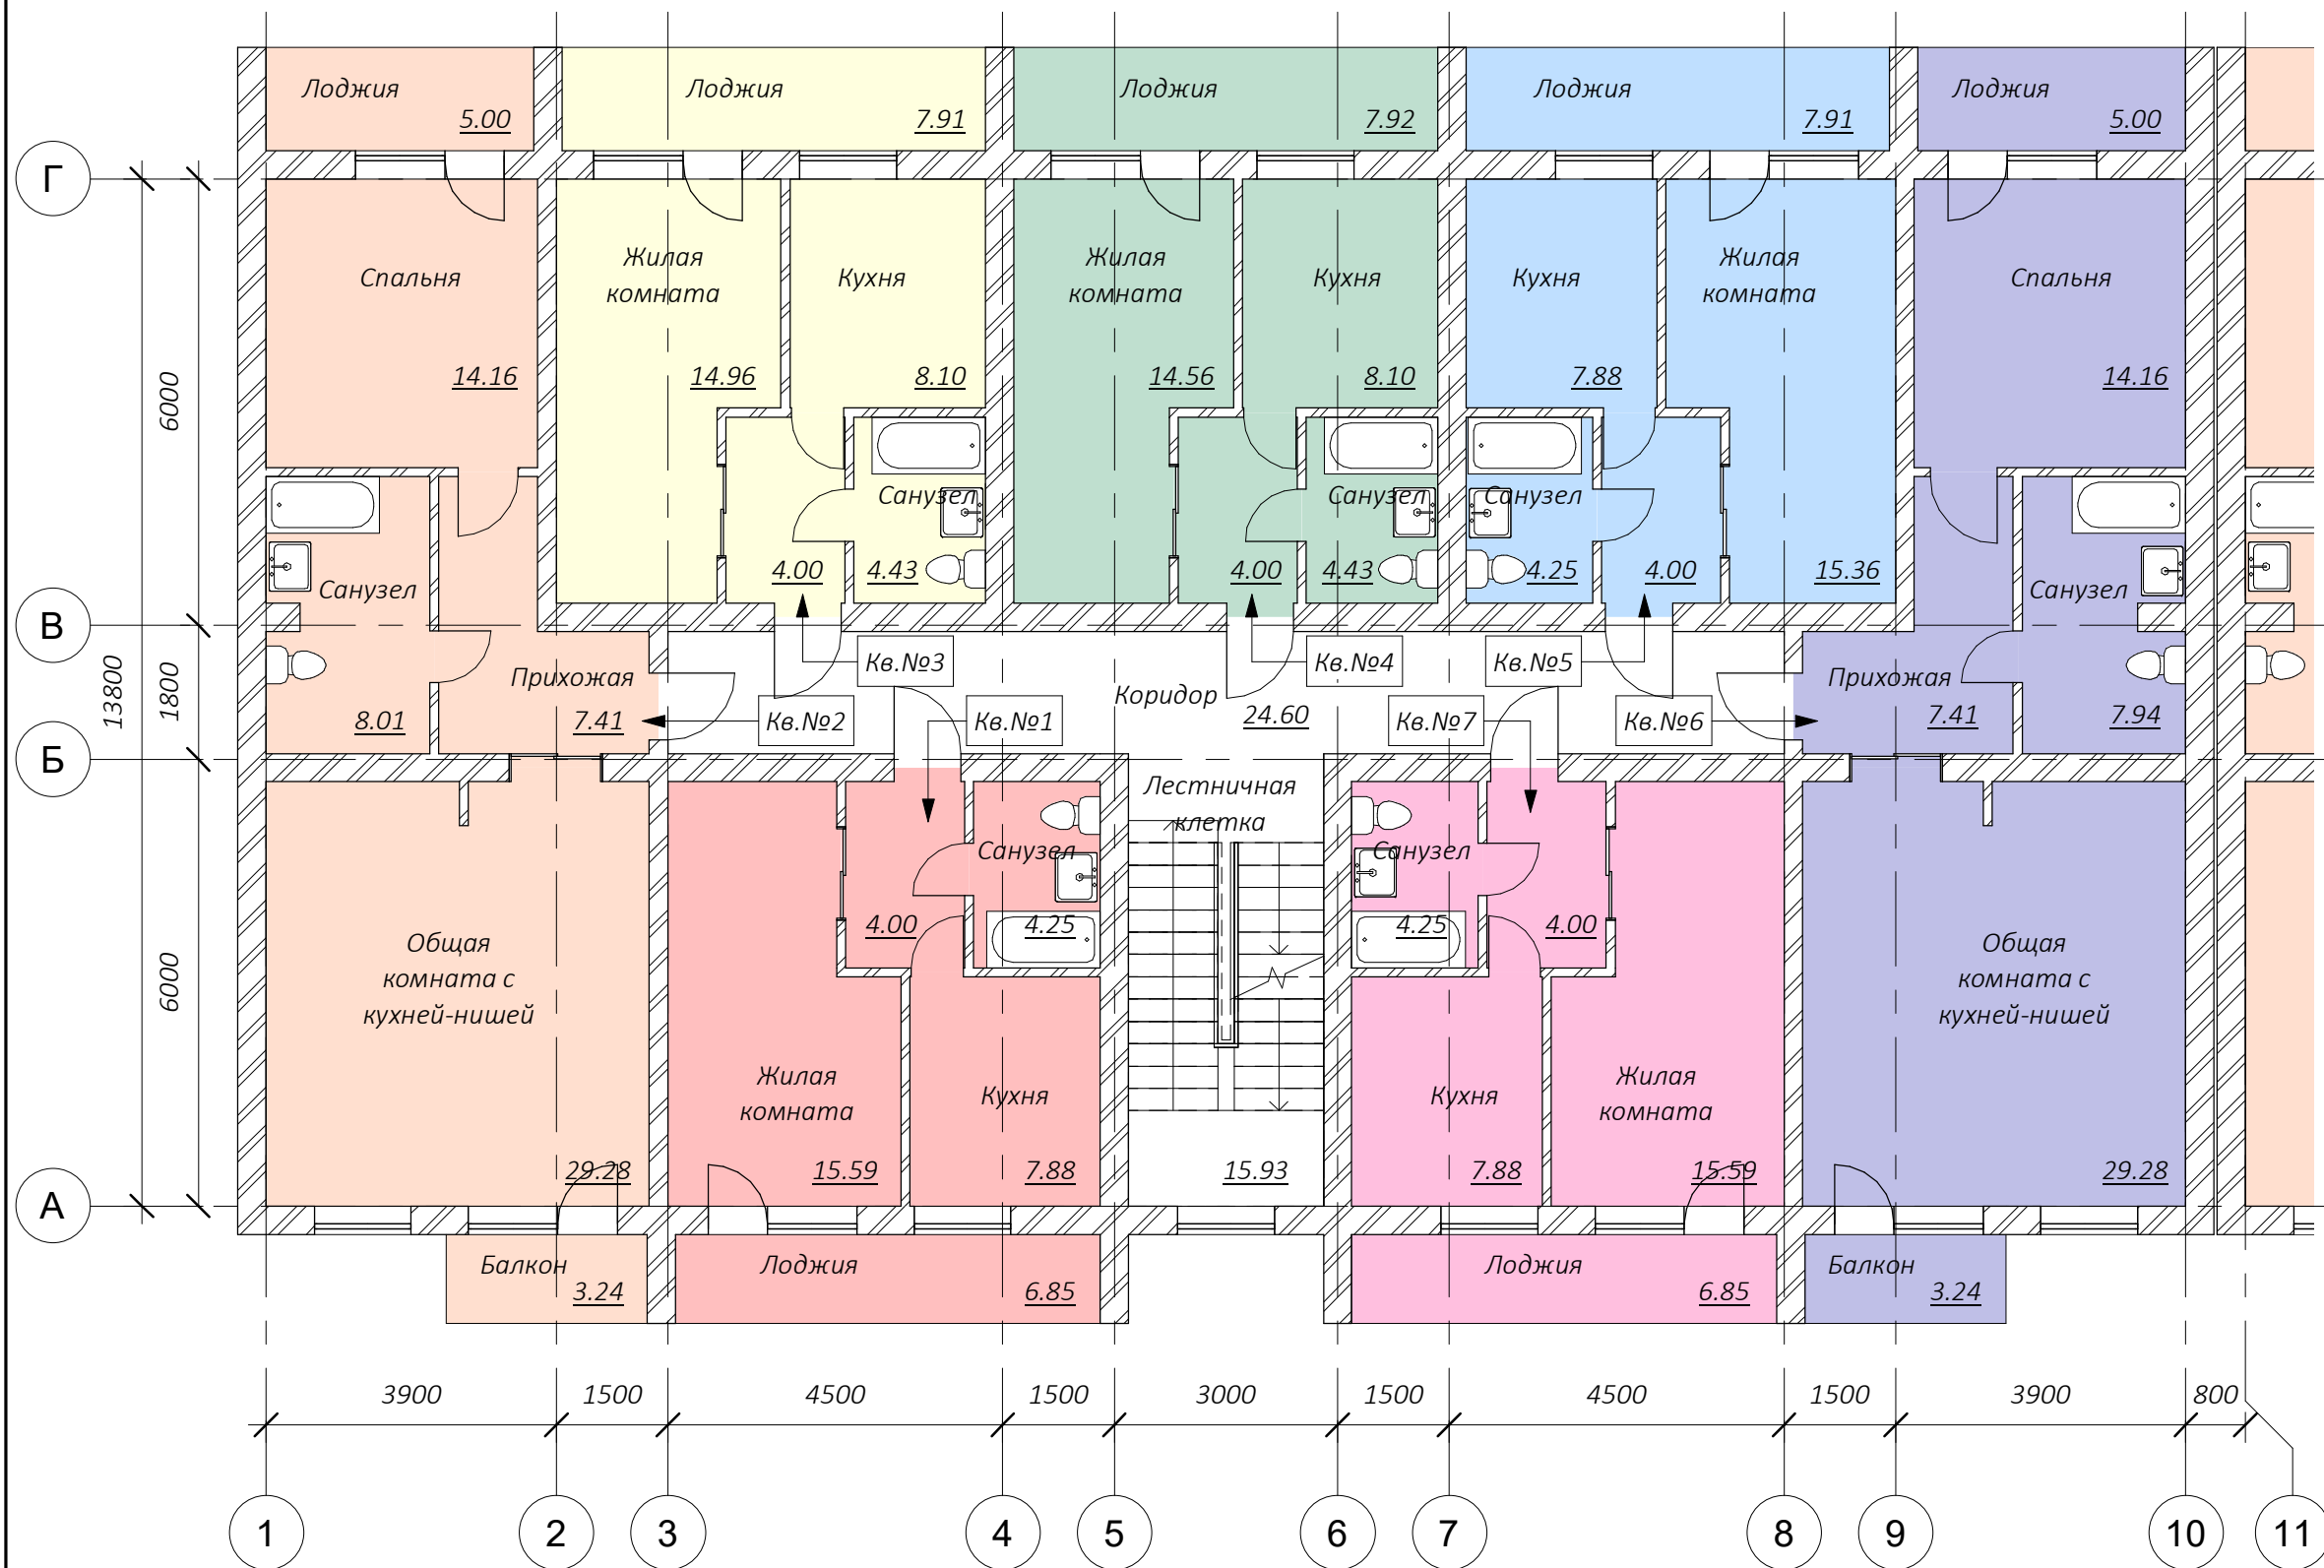 Лоджия
Лоджия
Лоджия
Лоджия
Лоджия
5.00
7.91
7.92
7.91
5.00
Г
Спальня
Жилая
комната
Кухня
Жилая
комната
Кухня
Кухня
Жилая
комната
Спальня
14.16
14.96
8.10
14.56
8.10
7.88
15.36
14.16
6000
Санузел
Санузел
Санузел
Санузел
Санузел
4.00
4.43
4.00
4.43
4.25
4.00
В
Кв.№3
Кв.№4
Кв.№5
Прихожая
Коридор
Прихожая
13800
1800
8.01
7.41
Кв.№2
Кв.№1
24.60
Кв.№7
Кв.№6
7.41
7.94
Б
Лестничная
клетка
Санузел
Санузел
4.00
4.25
4.25
4.00
Общая
комната с
кухней-нишей
Общая
комната с
кухней-нишей
6000
Жилая
комната
Кухня
Кухня
Жилая
комната
29.28
15.59
7.88
15.93
7.88
15.59
29.28
А
Балкон
Лоджия
Лоджия
Балкон
3.24
6.85
6.85
3.24
3900
1500
4500
1500
3000
1500
4500
1500
3900
800
1
2
3
4
5
6
7
8
9
10
11